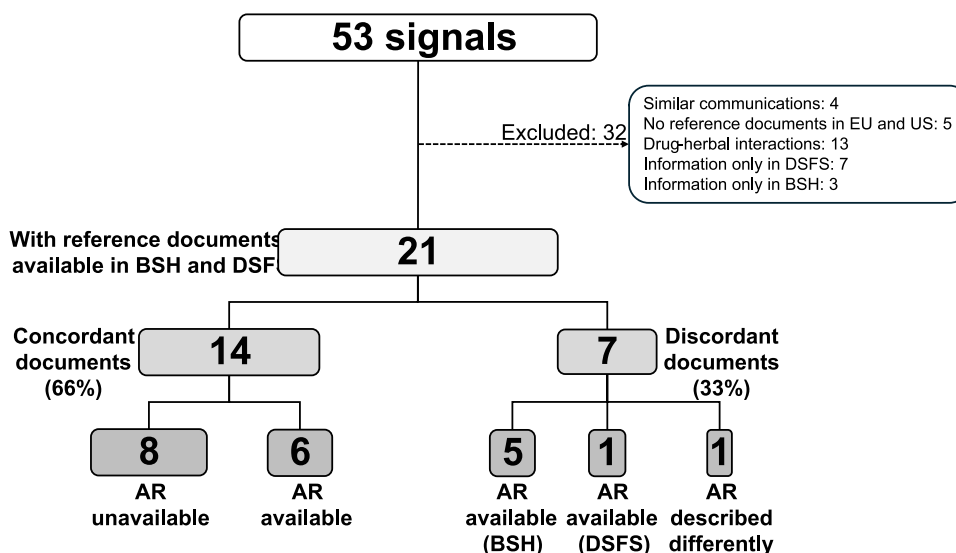 53 signals
Excluded: 32
Similar communications: 4
No reference documents in EU and US: 5
Drug-herbal interactions: 13
Information only in DSFS: 7
Information only in BSH: 3
With reference documents
available in BSH and DSF
21
Concordant
documents
(66%)
14
7
Discordant
documents
(33%)
8
6
5
1
1
AR
unavailable
AR
available
AR
available
(BSH)
AR
available
(DSFS)
AR
described
differently